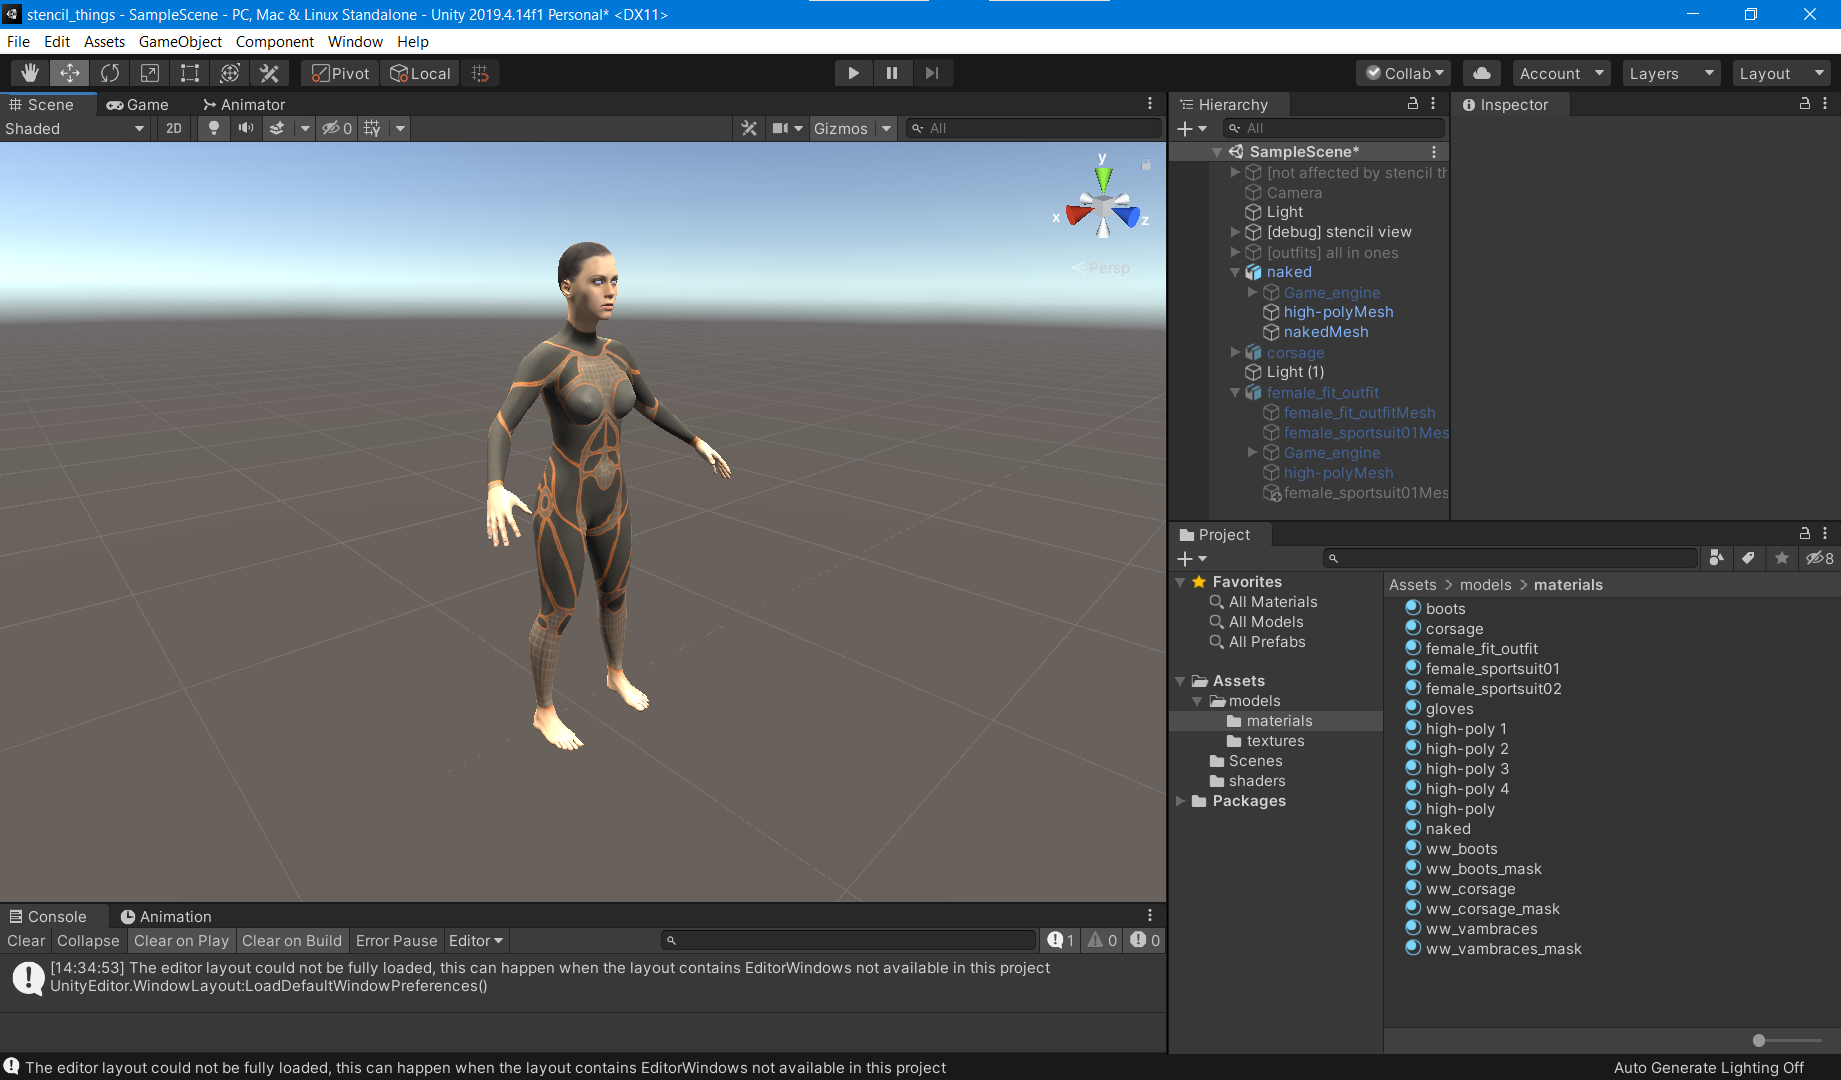 stencil_things - SampleScene - PC, Mac & Linux Standalone - Unity 2019.4.14f1 Personal* <DX11>
File Edit Assets GameObject Component Window Help
Pivot Local Collab Account Layers Layout
Scene Game Animator
Shaded 2D 0 Gizmos All
y
x
z
Persp
Hierarchy
All
SampleScene*
[not affected by stencil th
Camera
Light
[debug] stencil view
[outfits] all in ones
naked
Game_engine
high-polyMesh
nakedMesh
corsage
Light (1)
female_fit_outfit
female_fit_outfitMesh
female_sportsuit01Mes
Game_engine
high-polyMesh
female_sportsuit01Mes
Inspector
Project
8
Favorites
All Materials
All Models
All Prefabs
Assets
models
materials
textures
Scenes
shaders
Packages
Assets > models > materials
boots
corsage
female_fit_outfit
female_sportsuit01
female_sportsuit02
gloves
high-poly 1
high-poly 2
high-poly 3
high-poly 4
high-poly
naked
ww_boots
ww_boots_mask
ww_corsage
ww_corsage_mask
ww_vambraces
ww_vambraces_mask
Console Animation
Clear Collapse Clear on Play Clear on Build Error Pause Editor 1 0 0
[14:34:53] The editor layout could not be fully loaded, this can happen when the layout contains EditorWindows not available in this project
UnityEditor.WindowLayout:LoadDefaultWindowPreferences()
The editor layout could not be fully loaded, this can happen when the layout contains EditorWindows not available in this project
Auto Generate Lighting Off